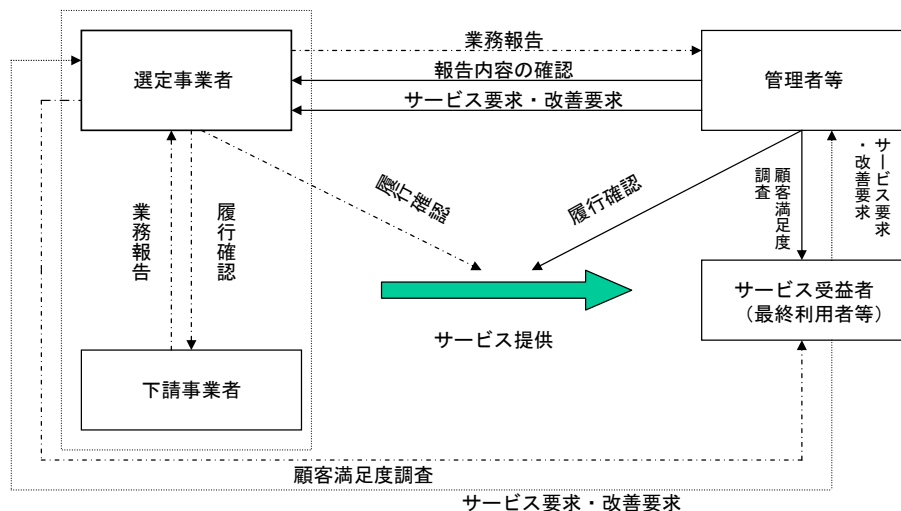 業務報告
選定事業者
報告内容の確認
管理者等
サービス要求・改善要求
サービス要求
・改善要求
履行確認
履行確認
顧客満足度
調査
業務報告
履行確認
サービス受益者
（最終利用者等）
サービス提供
下請事業者
顧客満足度調査
サービス要求・改善要求